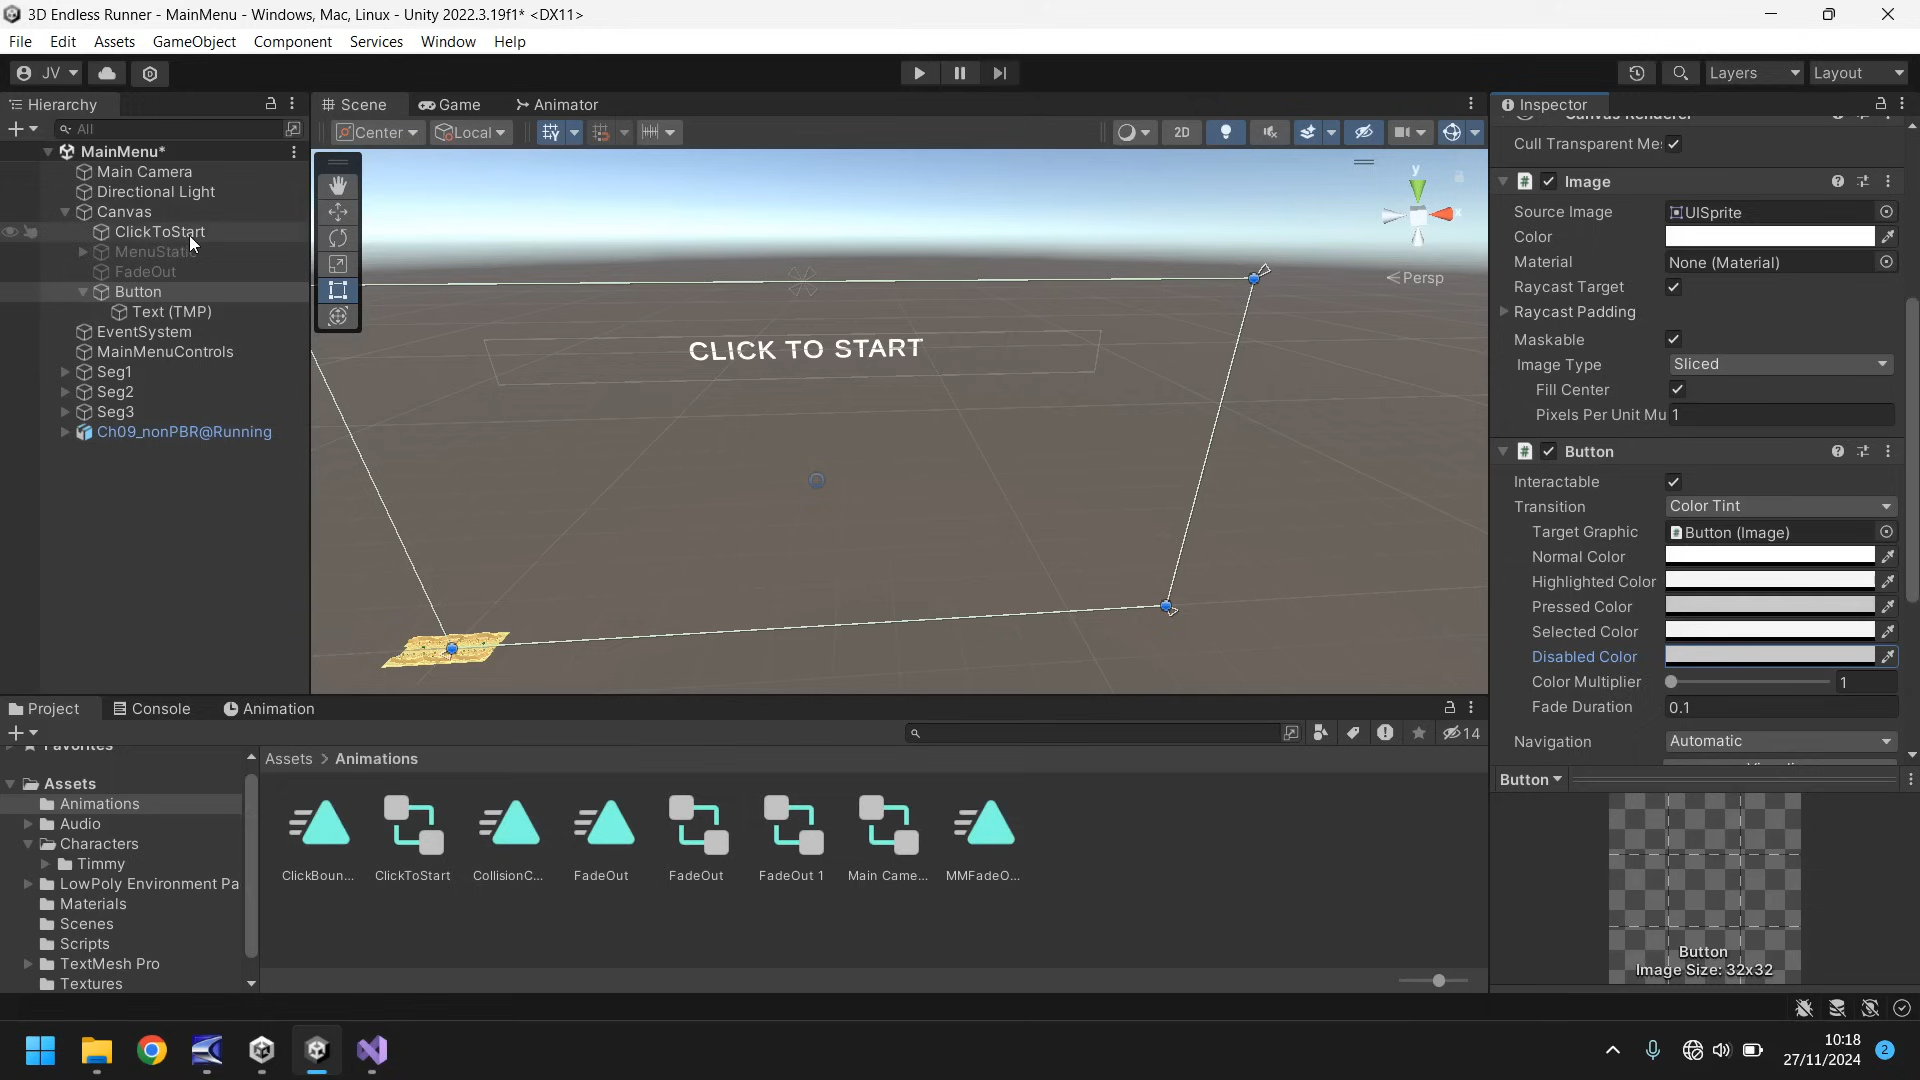 3D Endless Runner - MainMenu - Windows, Mac, Linux - Unity 2022.3.19f1* <DX11>
File Edit Assets GameObject Component Services Window Help
JV Layers Layout
Hierarchy
All
MainMenu*
Main Camera
Directional Light
Canvas
ClickToStart
FadeOut
Button
Text (TMP)
EventSystem
MainMenuControls
Seg1
Seg2
Seg3
Ch09_nonPBR@Running
Scene Game Animator
Center Local 2D
y
x
Persp
CLICK TO START
Inspector
Cull Transparent Me
Image
Source Image UISprite
Color
Material None (Material)
Raycast Target
Raycast Padding
Maskable
Image Type Sliced
Fill Center
Pixels Per Unit Mu 1
Button
Interactable
Transition Color Tint
Target Graphic Button (Image)
Normal Color
Highlighted Color
Pressed Color
Selected Color
Disabled Color
Color Multiplier 1
Fade Duration 0.1
Navigation Automatic
Button
Button
Image Size: 32x32
Project Console Animation
14
Favorites
Assets
Animations
Audio
Characters
Timmy
LowPoly Environment Pa
Materials
Scenes
Scripts
TextMesh Pro
Textures
Assets > Animations
ClickBoun... ClickToStart CollisionC... FadeOut FadeOut FadeOut 1 Main Came... MMFadeO...
10:18
27/11/2024
2